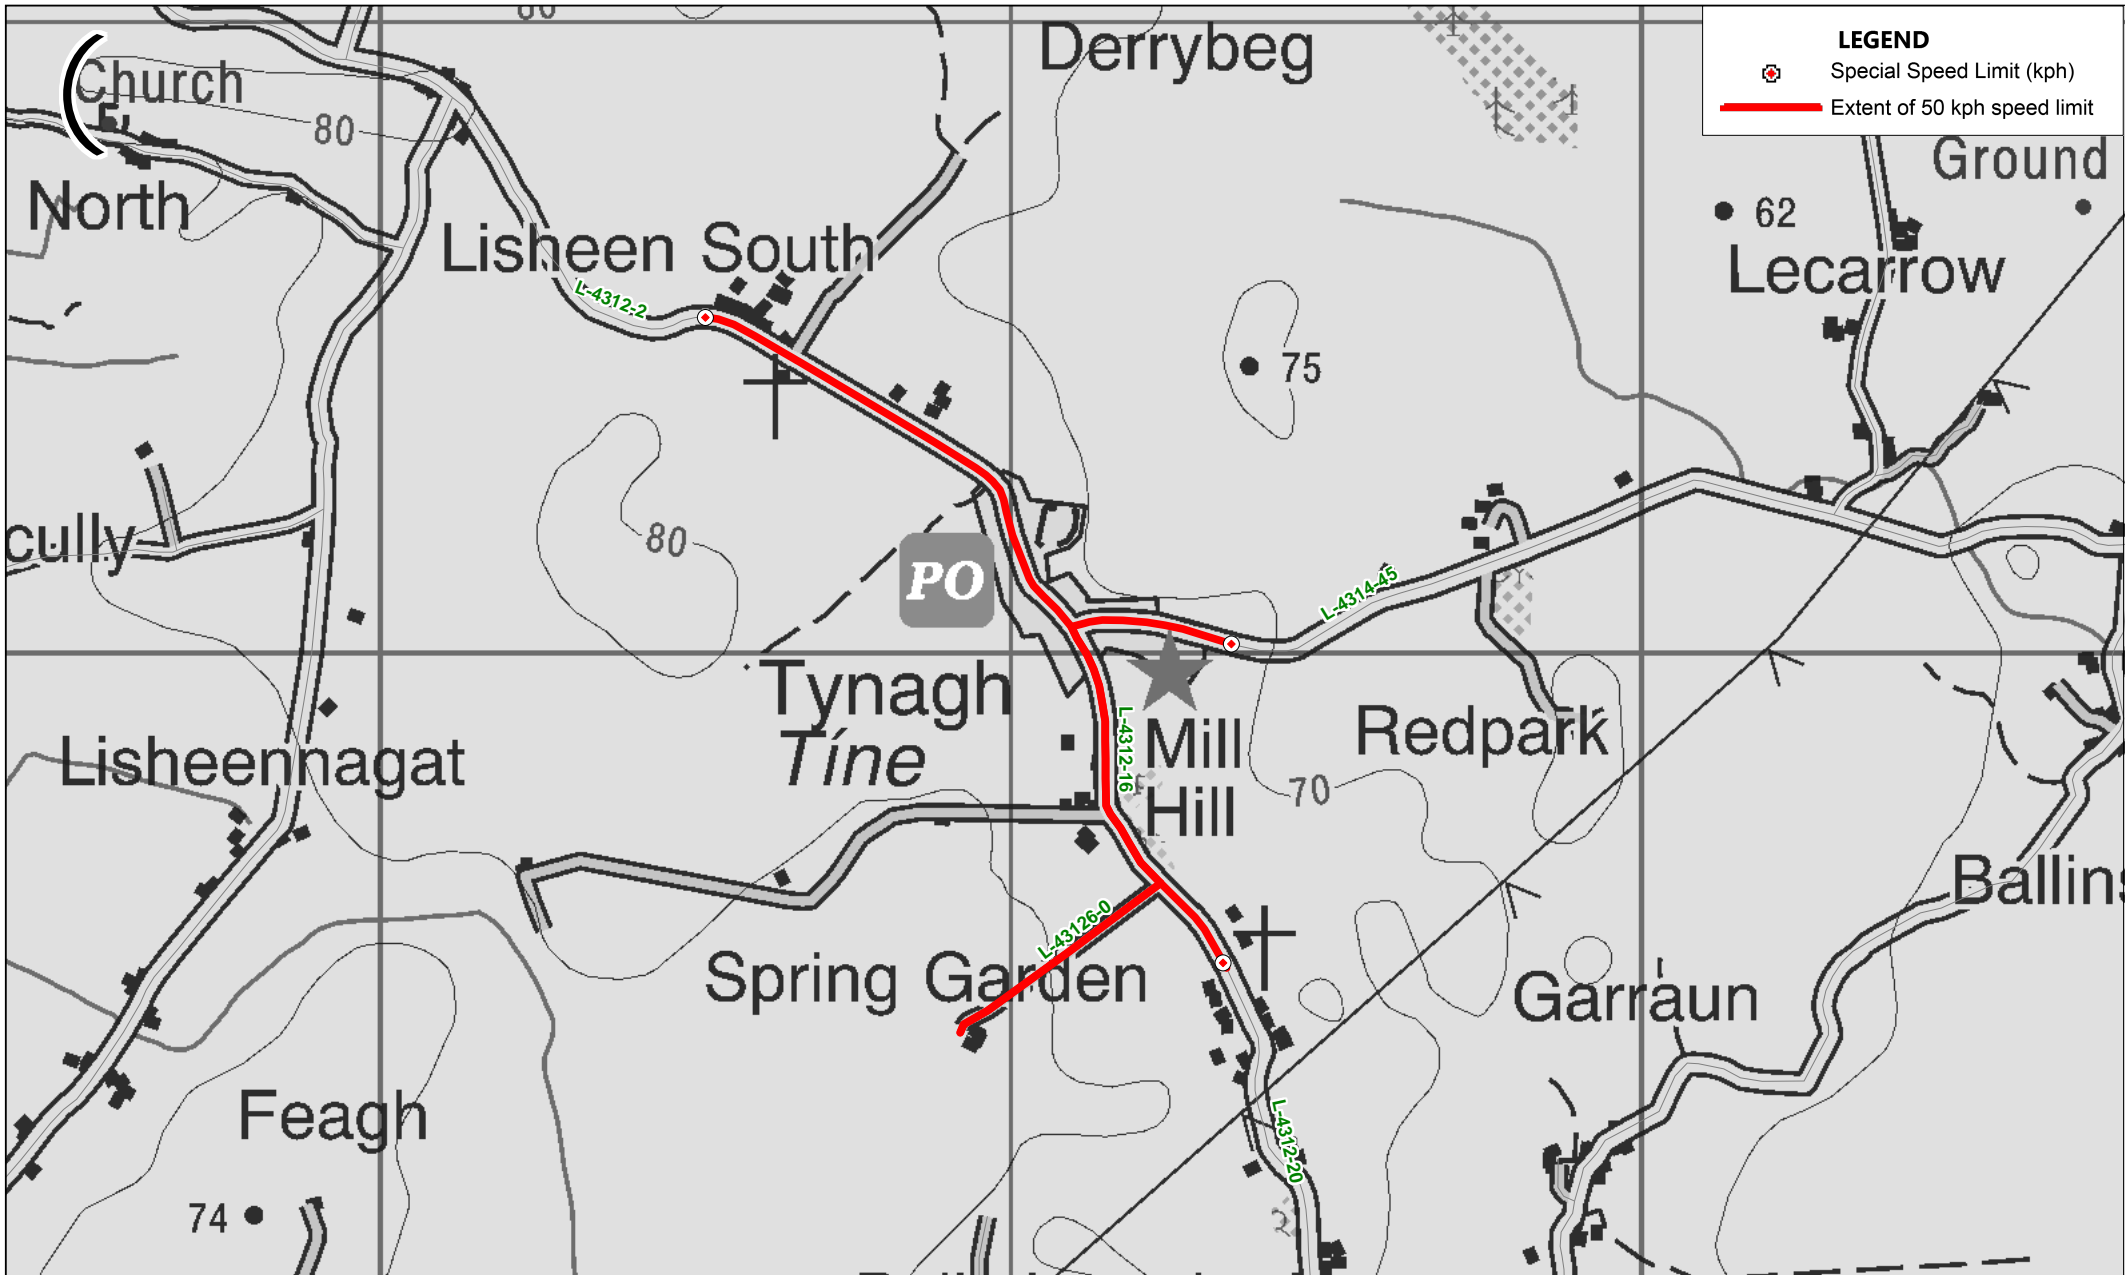 80
Derrybeg
LEGEND
Special Speed Limit (kph)
Extent of 50 kph speed limit
Church
80
Ground
North
62
Lisheen South
Lecarrow
L-4312-2
75
cully
80
PO
L-4314-45
Tynagh
Tíne
L-4312-16
Mill
Hill
Redpark
Lisheennagat
70
Ballins
L-43126-0
Spring Garden
Garraun
Feagh
L-4312-20
74